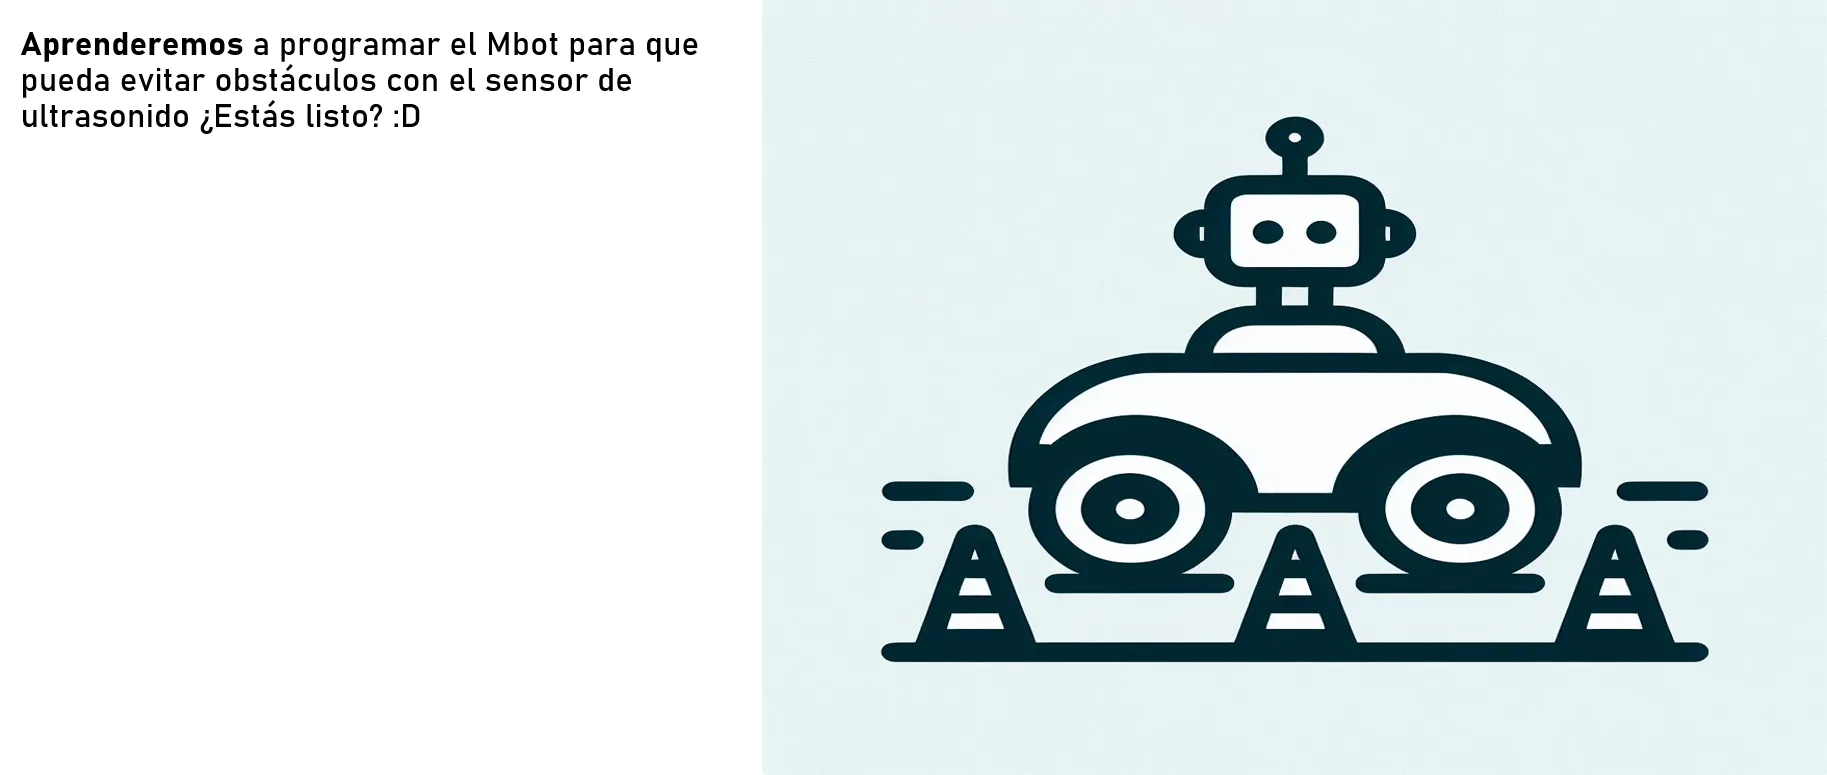 Aprenderemos a programar el Mbot para que
pueda evitar obstáculos con el sensor de
ultrasonido ¿Estás listo? :D